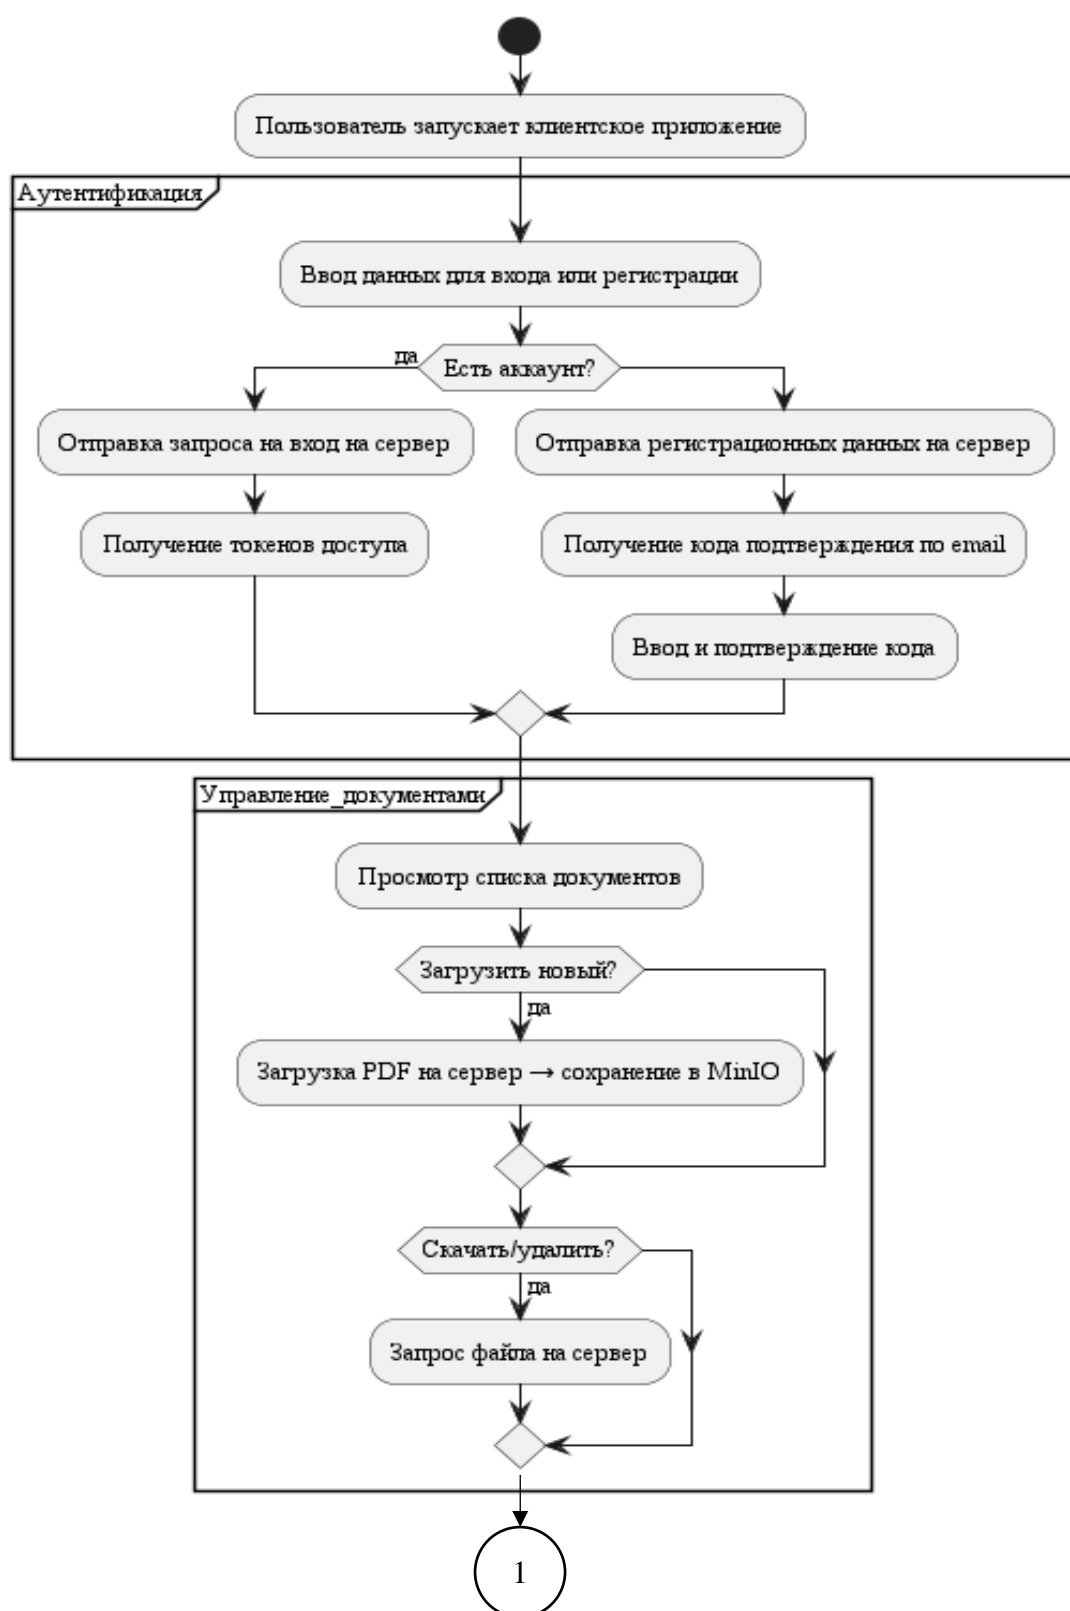 Пользователь запускает клиентское приложение
Аутентификация
Ввод данных для входа или регистрации
да
Есть аккаунт?
Отправка запроса на вход на сервер
Отправка регистрационных данных на сервер
Получение токенов доступа
Получение кода подтверждения по email
Ввод и подтверждение кода
Управление_документами
Просмотр списка документов
Загрузить новый?
да
Загрузка PDF на сервер → сохранение в MinIO
Скачать/удалить?
да
Запрос файла на сервер
1